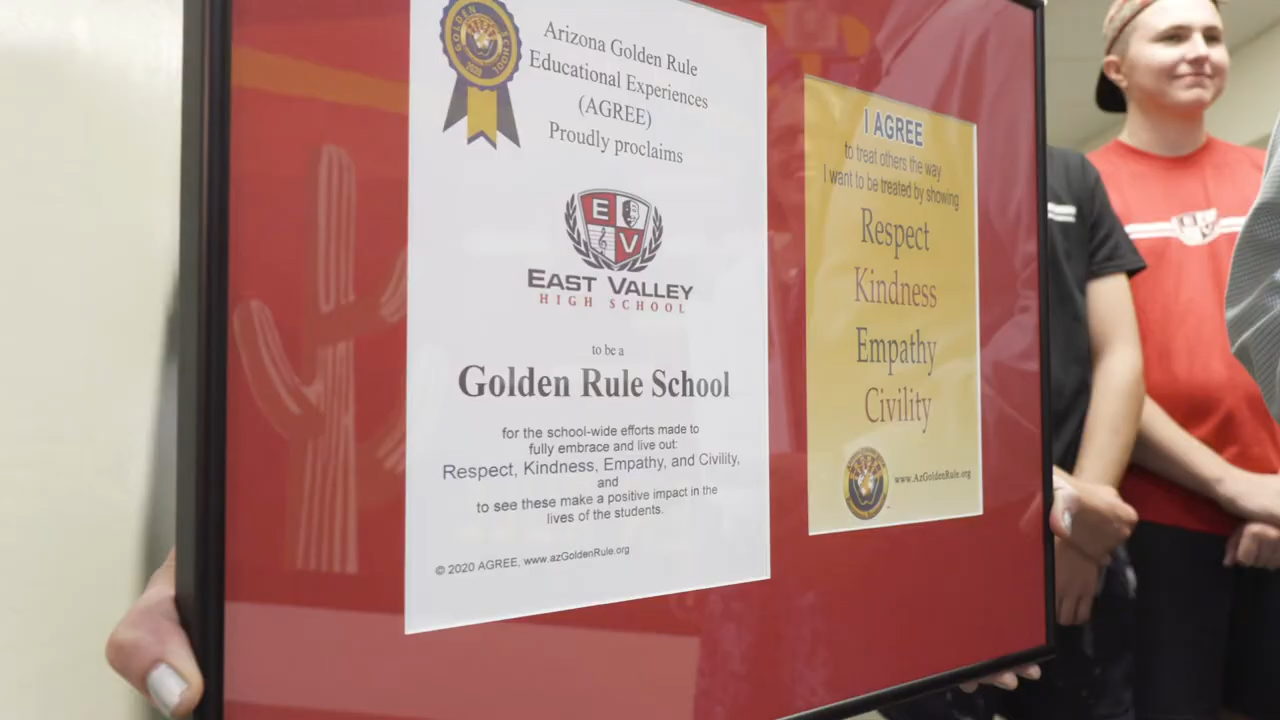 GOLDEN
SCHOOL
2020
Arizona Golden Rule
Educational Experiences
(AGREE)
Proudly proclaims
E
V
EAST VALLEY
HIGH SCHOOL
to be a
Golden Rule School
for the school-wide efforts made to
fully embrace and live out:
Respect, Kindness, Empathy, and Civility,
and
to see these make a positive impact in the
lives of the students.
© 2020 AGREE, www.azGoldenRule.org
I AGREE
to treat others the way
I want to be treated by showing
Respect
Kindness
Empathy
Civility
www.AzGoldenRule.org
E
V